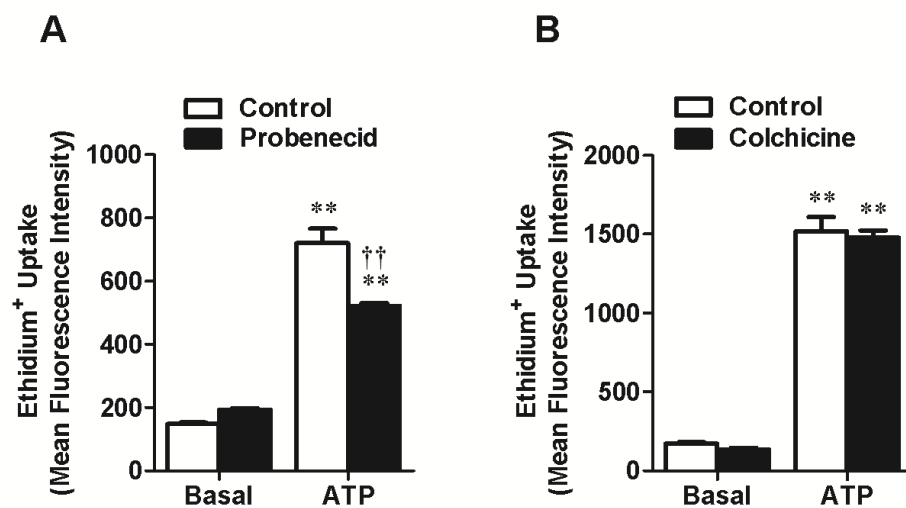 A
Control
Probenecid
Ethidium+ Uptake
(Mean Fluorescence Intensity)
1000
800
600
400
200
0
**
††
**
Basal
ATP
B
Control
Colchicine
Ethidium+ Uptake
(Mean Fluorescence Intensity)
2000
1500
1000
500
0
**
**
Basal
ATP